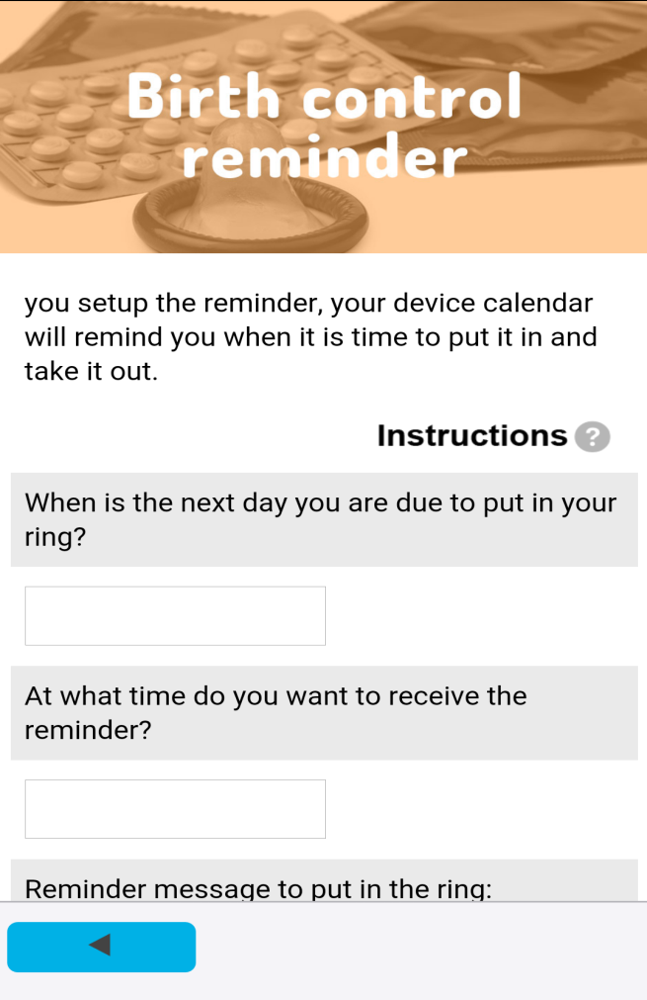 Birth control
reminder
you setup the reminder, your device calendar
will remind you when it is time to put it in and
take it out.
Instructions ?
When is the next day you are due to put in your
ring?
At what time do you want to receive the
reminder?
Reminder message to put in the ring: